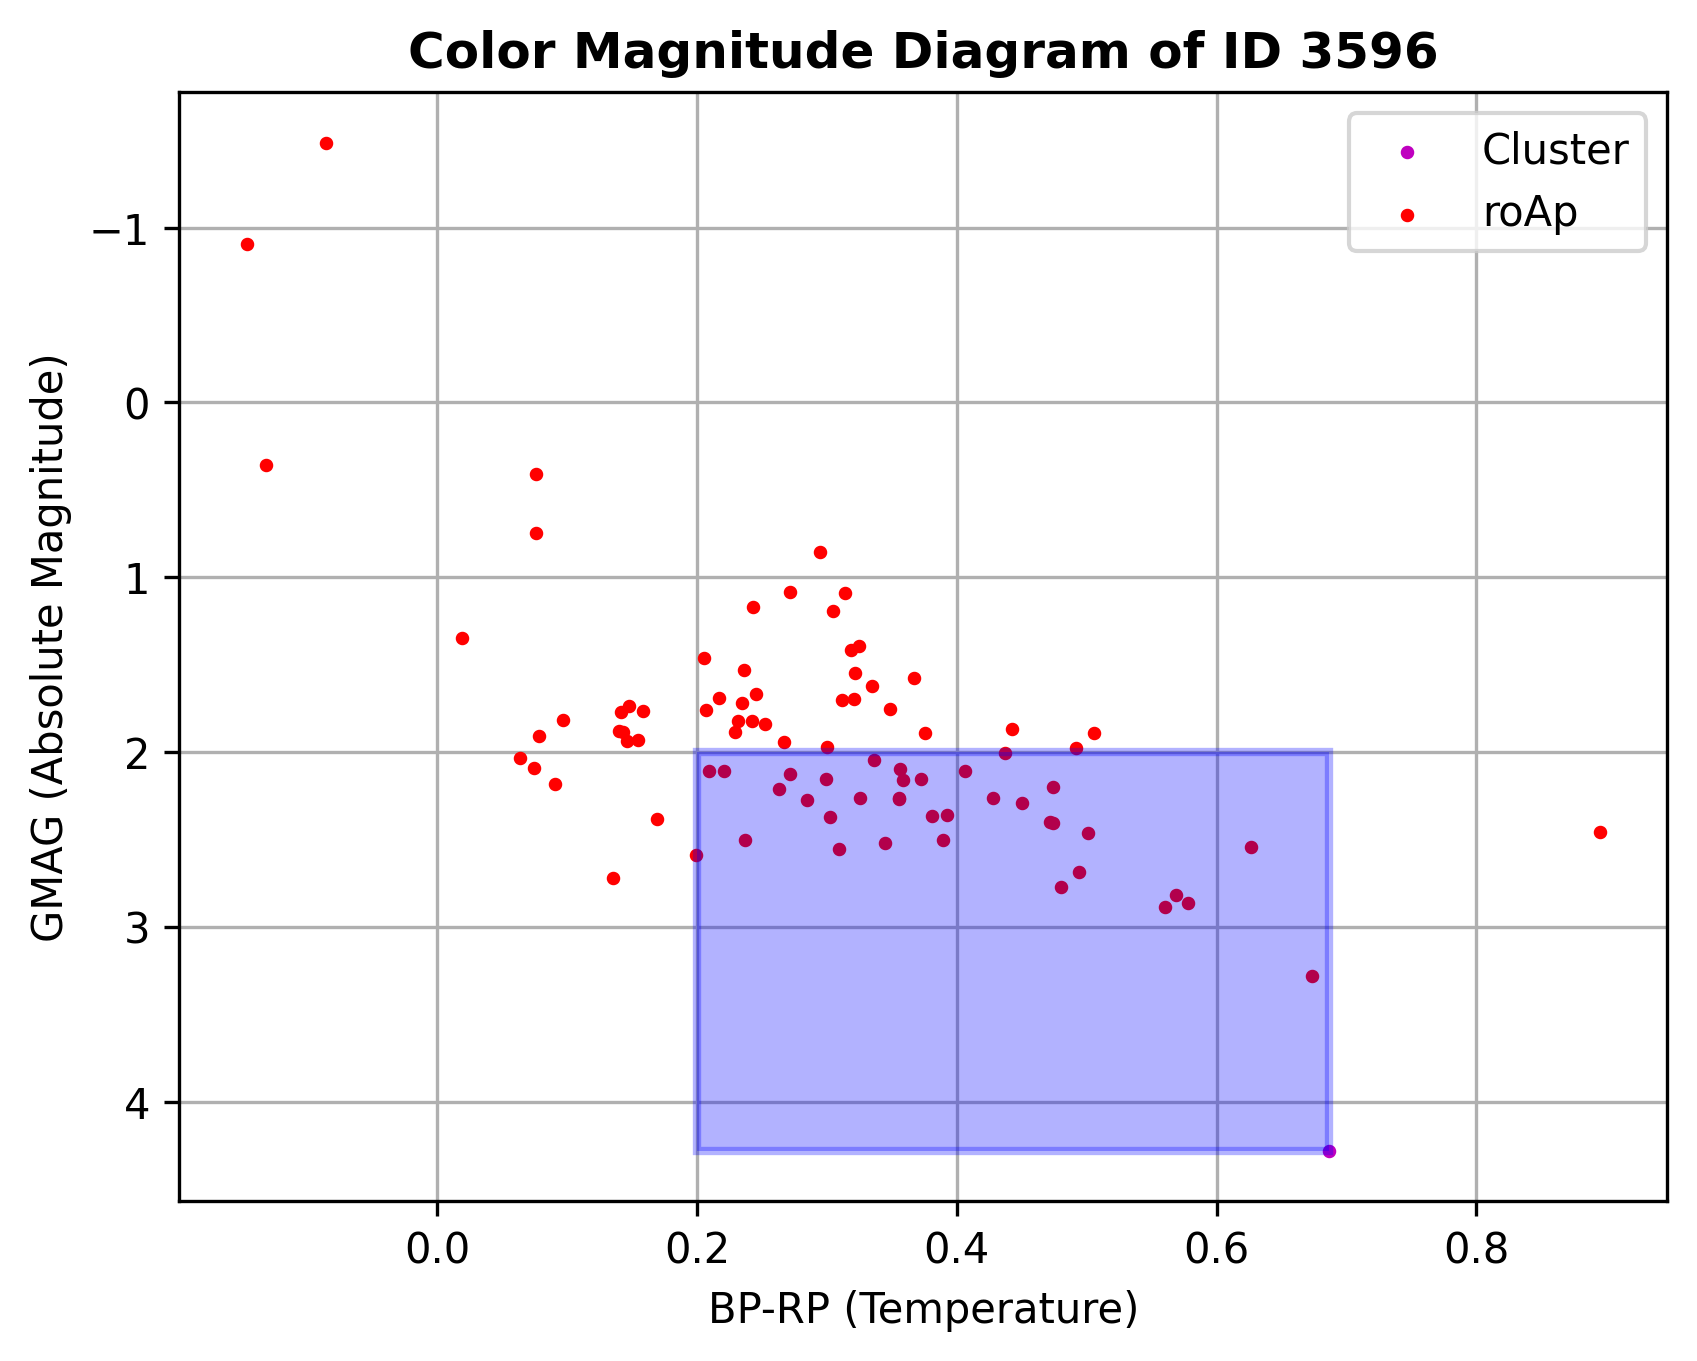 Color Magnitude Diagram of ID 3596
Cluster
roAp
GMAG (Absolute Magnitude)
−1
0
1
2
3
4
0.0 0.2 0.4 0.6 0.8
BP-RP (Temperature)